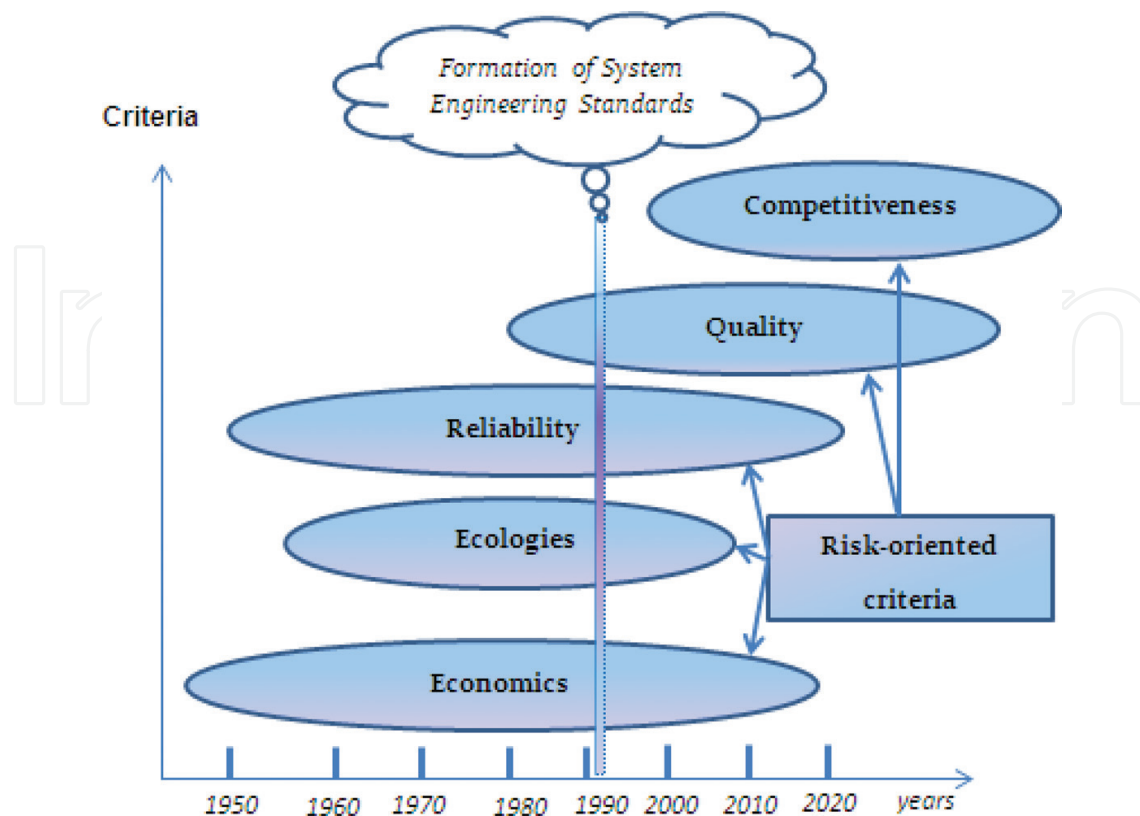 Formation of System
Engineering Standards
Criteria
Competitiveness
Quality
Reliability
Ecologies
Risk-oriented
criteria
Economics
1950 1960 1970 1980 1990 2000 2010 2020 years